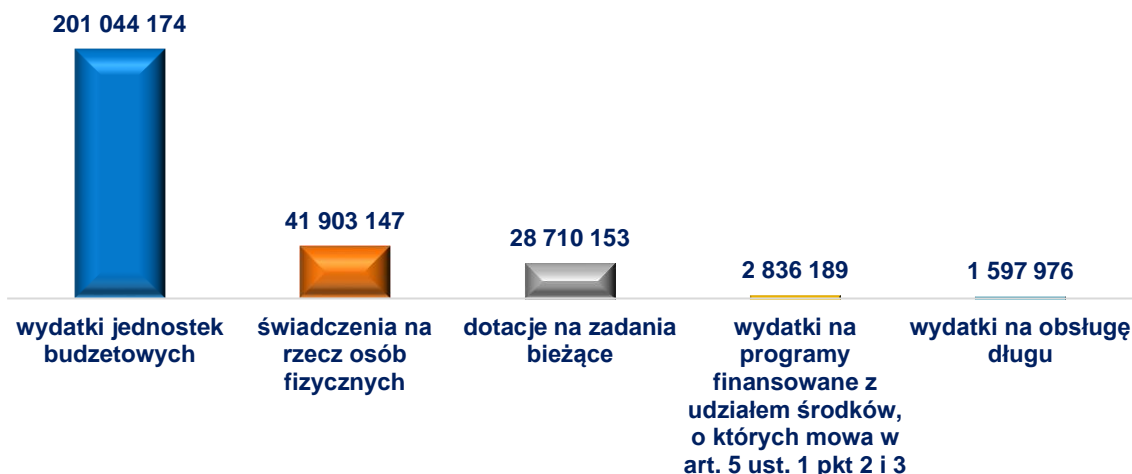 201 044 174
41 903 147
28 710 153
2 836 189
1 597 976
wydatki jednostek
budzetowych
świadczenia na
rzecz osób
fizycznych
dotacje na zadania
bieżące
wydatki na
programy
finansowane z
udziałem środków,
o których mowa w
art. 5 ust. 1 pkt 2 i 3
wydatki na obsługę
długu